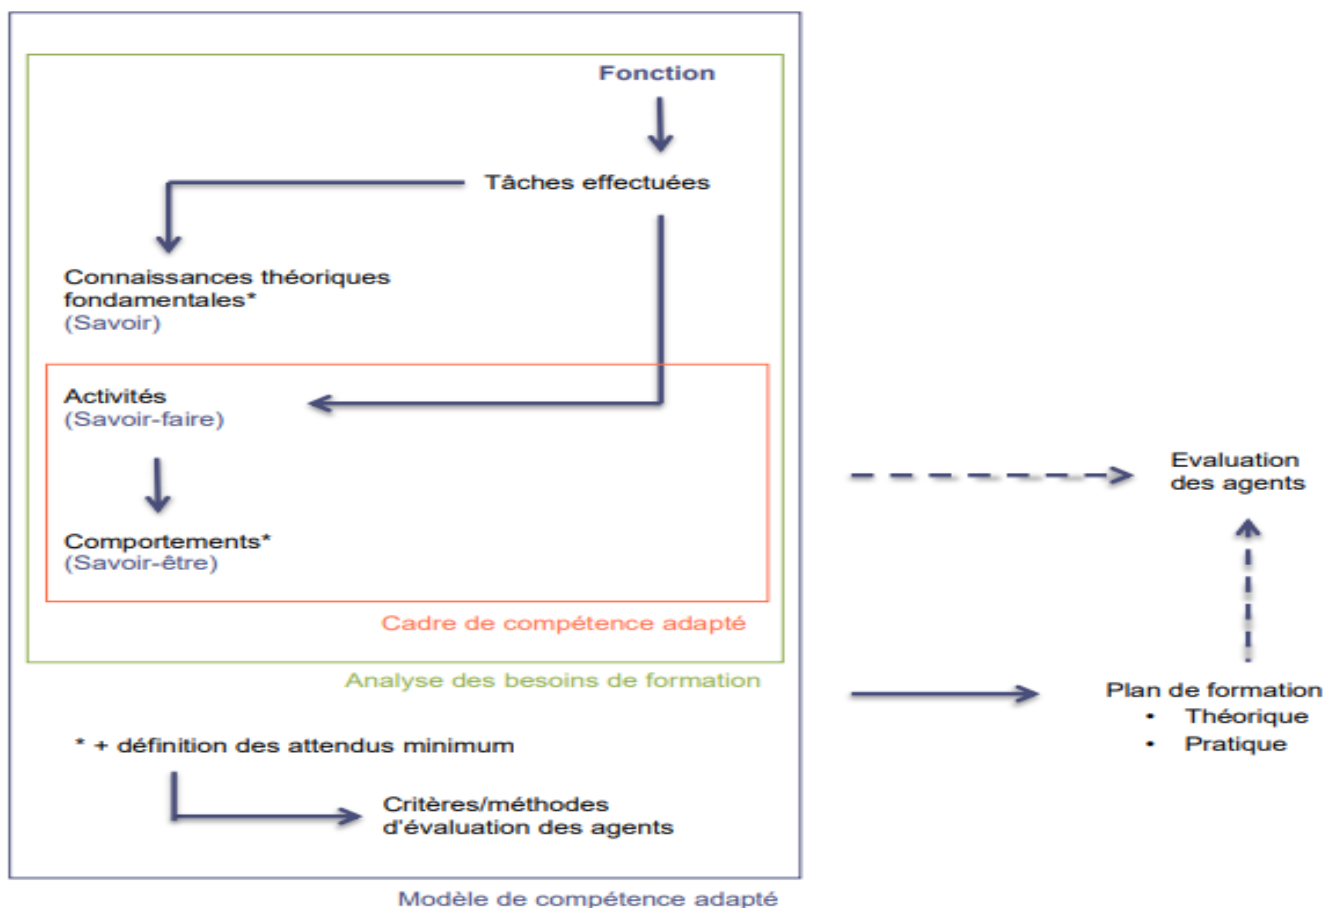 Fonction
Tâches effectuées
Connaissances théoriques
fondamentales*
(Savoir)
Activités
(Savoir-faire)
Comportements*
(Savoir-être)
Cadre de compétence adapté
Analyse des besoins de formation
* + définition des attendus minimum
Critères/méthodes
d'évaluation des agents
Modèle de compétence adapté
Evaluation
des agents
Plan de formation
• Théorique
• Pratique